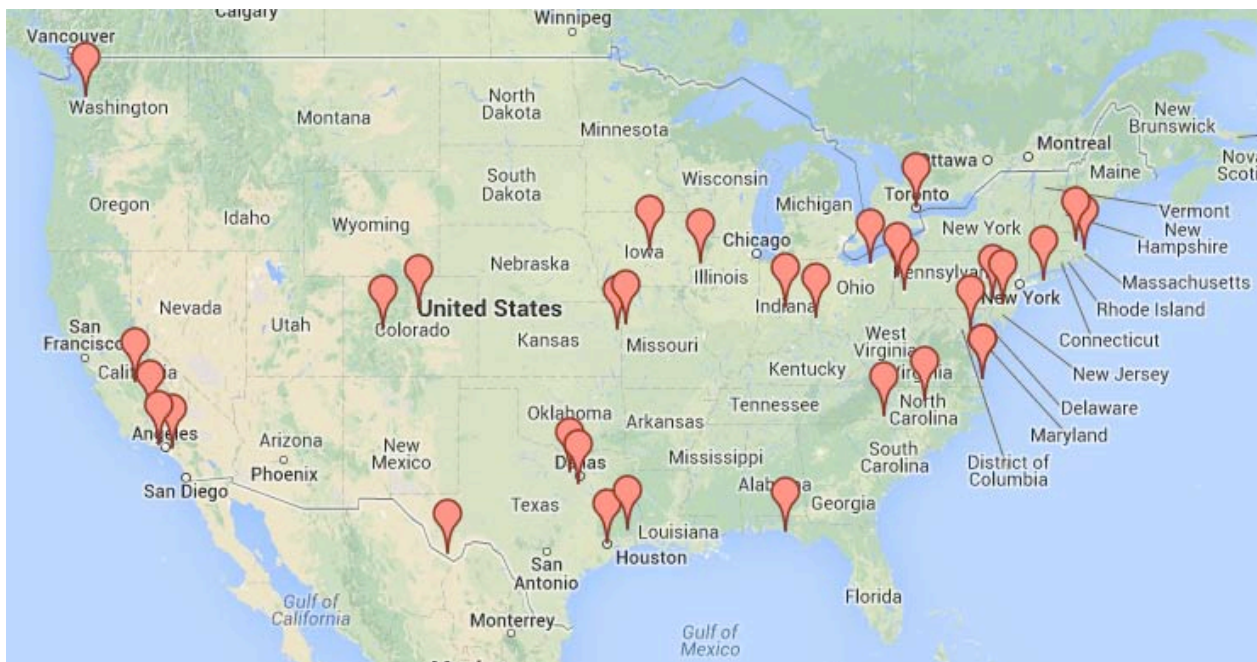 Calgary
Winnipeg
Vancouver
Washington
Montana
North
Dakota
Minnesota
Ottawa
Montreal
New
Brunswick
Maine
Nova
Scotia
Oregon
Idaho
Wyoming
South
Dakota
Wisconsin
Michigan
Toronto
Vermont
New
Hampshire
New York
Massachusetts
Rhode Island
Connecticut
New Jersey
Delaware
Maryland
District of
Columbia
Iowa
Chicago
Nebraska
Illinois
Indiana
Ohio
Pennsylvania
New York
Nevada
Utah
Colorado
United States
Kansas
Missouri
West
Virginia
Virginia
Kentucky
San
Francisco
California
Angeles
San Diego
Arizona
Phoenix
New
Mexico
Oklahoma
Arkansas
Tennessee
North
Carolina
South
Carolina
Mississippi
Alabama
Georgia
Dallas
Texas
Louisiana
Houston
San
Antonio
Florida
Gulf of
California
Monterrey
Gulf of
Mexico